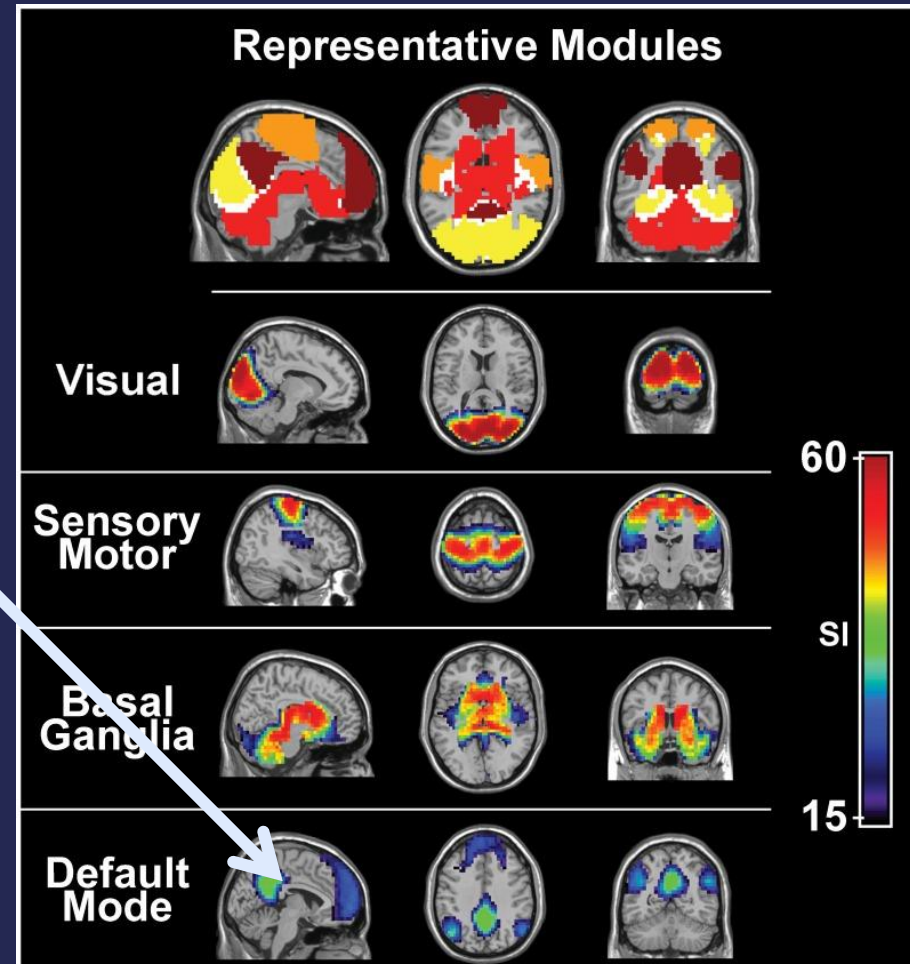 Representative Modules
Visual
Sensory
Motor
Basal
Ganglia
Default
Mode
60
SI
15